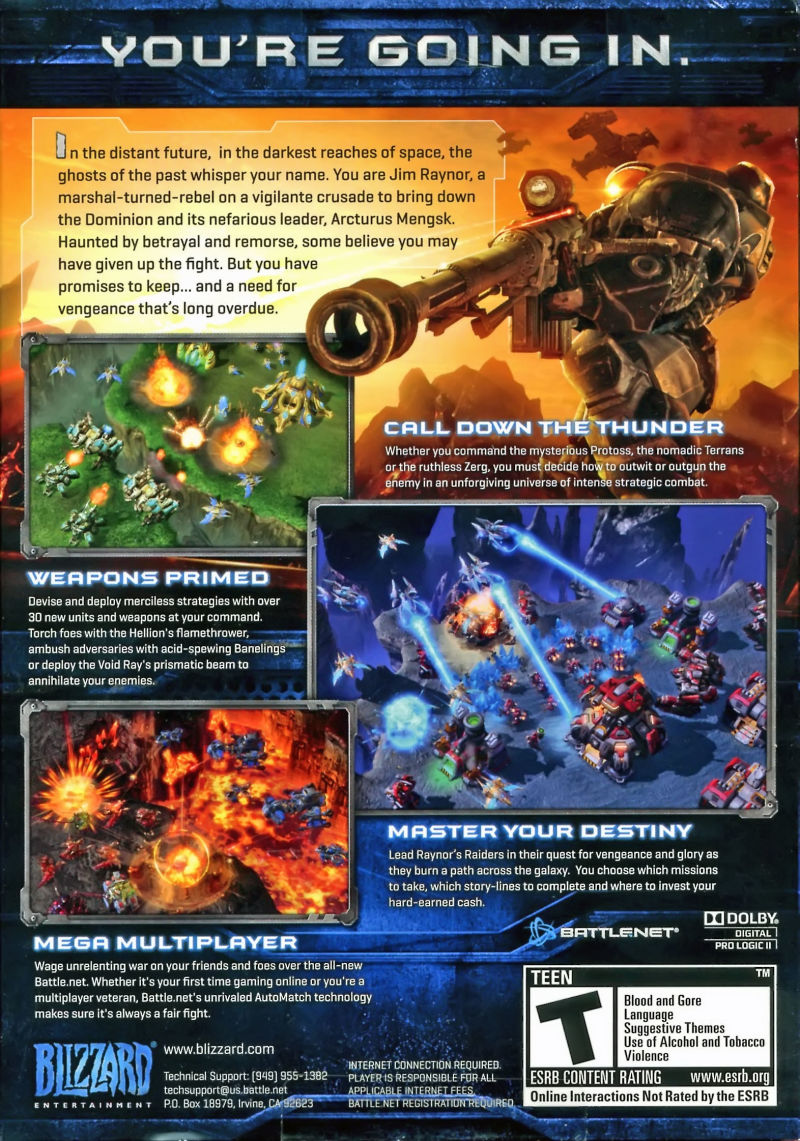 YOU'RE GOING IN.
In the distant future, in the darkest reaches of space, the
ghosts of the past whisper your name. You are Jim Raynor, a
marshal-turned-rebel on a vigilante crusade to bring down
the Dominion and its nefarious leader, Arcturus Mengsk.
Haunted by betrayal and remorse, some believe you may
have given up the fight. But you have
promises to keep... and a need for
vengeance that's long overdue.
CALL DOWN THE THUNDER
Whether you command the mysterious Protoss, the nomadic Terrans
or the ruthless Zerg, you must decide how to outwit or outgun the
enemy in an unforgiving universe of intense strategic combat.
WEAPONS PRIMED
Devise and deploy merciless strategies with over
30 new units and weapons at your command.
Torch foes with the Hellion's flamethrower,
ambush adversaries with acid-spewing Banelings
or deploy the Void Ray's prismatic beam to
annihilate your enemies.
MASTER YOUR DESTINY
Lead Raynor's Raiders in their quest for vengeance and glory as
they burn a path across the galaxy. You choose which missions
to take, which story-lines to complete and where to invest your
hard-earned cash.
MEGA MULTIPLAYER
Wage unrelenting war on your friends and foes over the all-new
Battle.net. Whether it's your first time gaming online or you're a
multiplayer veteran, Battle.net's unrivaled AutoMatch technology
makes sure it's always a fair fight.
BATTLE.NET®
DOLBY®
DIGITAL
PRO LOGIC II
BLIZZARD®
ENTERTAINMENT
www.blizzard.com
Technical Support: (949) 955-1382
techsupport@us.battle.net
P.O. Box 18979, Irvine, CA 92623
INTERNET CONNECTION REQUIRED.
PLAYER IS RESPONSIBLE FOR ALL
APPLICABLE INTERNET FEES.
BATTLE.NET REGISTRATION REQUIRED
TEEN TM
T
Blood and Gore
Language
Suggestive Themes
Use of Alcohol and Tobacco
Violence
ESRB CONTENT RATING www.esrb.org
Online Interactions Not Rated by the ESRB